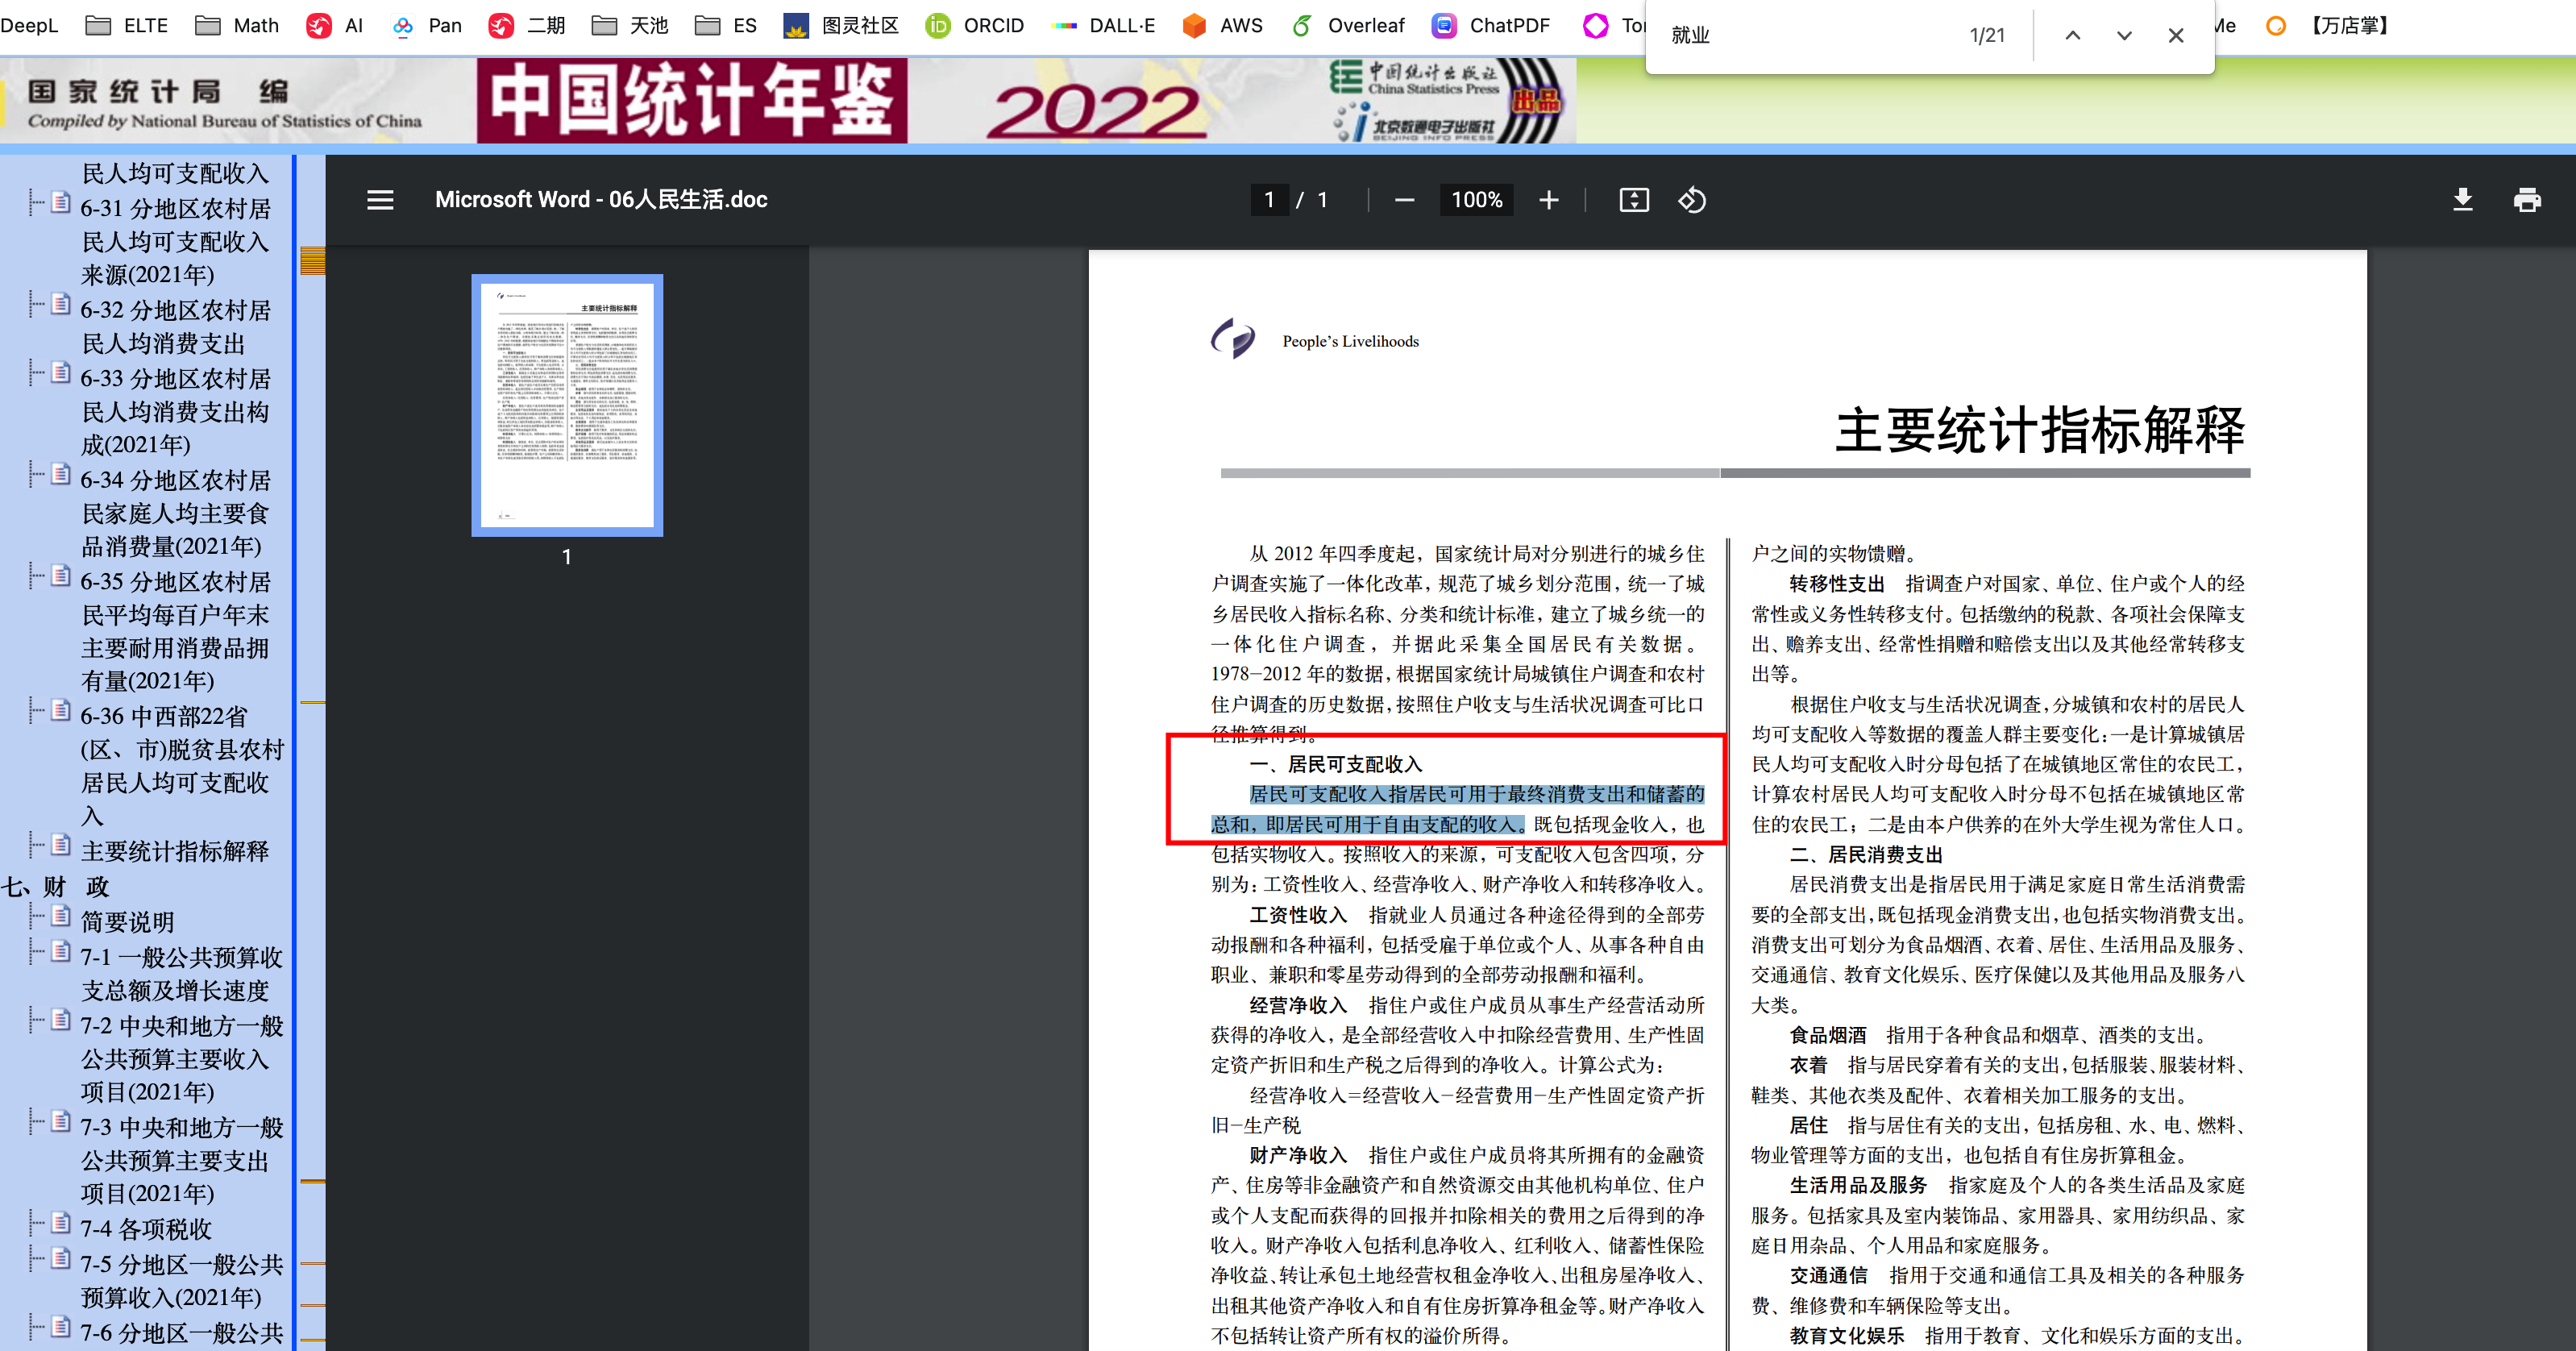 DeepL ELTE Math AI Pan 二期 天池 ES 图灵社区 ORCID DALL·E AWS Overleaf ChatPDF 【万店掌】
就业 1/21
国家统计局 编
Compiled by National Bureau of Statistics of China
中国统计年鉴
2022
中国统计出版社
China Statistics Press
北京数通电子出版社
BEIJING INFO PRESS
出品
民人均可支配收入
6-31 分地区农村居
民人均可支配收入
来源(2021年)
6-32 分地区农村居
民人均消费支出
6-33 分地区农村居
民人均消费支出构
成(2021年)
6-34 分地区农村居
民家庭人均主要食
品消费量(2021年)
6-35 分地区农村居
民平均每百户年末
主要耐用消费品拥
有量(2021年)
6-36 中西部22省
(区、市)脱贫县农村
居民人均可支配收
入
主要统计指标解释
七、财 政
简要说明
7-1 一般公共预算收
支总额及增长速度
7-2 中央和地方一般
公共预算主要收入
项目(2021年)
7-3 中央和地方一般
公共预算主要支出
项目(2021年)
7-4 各项税收
7-5 分地区一般公共
预算收入(2021年)
7-6 分地区一般公共
Microsoft Word - 06人民生活.doc
1 / 1
100%
主要统计指标解释
1
People's Livelihoods
主要统计指标解释
从 2012 年四季度起，国家统计局对分别进行的城乡住
户调查实施了一体化改革，规范了城乡划分范围，统一了城
乡居民收入指标名称、分类和统计标准，建立了城乡统一的
一体化住户调查，并据此采集全国居民有关数据。
1978-2012 年的数据，根据国家统计局城镇住户调查和农村
住户调查的历史数据，按照住户收支与生活状况调查可比口
径推算得到。
一、居民可支配收入
居民可支配收入指居民可用于最终消费支出和储蓄的
总和，即居民可用于自由支配的收入。既包括现金收入，也
包括实物收入。按照收入的来源，可支配收入包含四项，分
别为：工资性收入、经营净收入、财产净收入和转移净收入。
工资性收入 指就业人员通过各种途径得到的全部劳
动报酬和各种福利，包括受雇于单位或个人、从事各种自由
职业、兼职和零星劳动得到的全部劳动报酬和福利。
经营净收入 指住户或住户成员从事生产经营活动所
获得的净收入，是全部经营收入中扣除经营费用、生产性固
定资产折旧和生产税之后得到的净收入。计算公式为：
经营净收入=经营收入-经营费用-生产性固定资产折
旧-生产税
财产净收入 指住户或住户成员将其所拥有的金融资
产、住房等非金融资产和自然资源交由其他机构单位、住户
或个人支配而获得的回报并扣除相关的费用之后得到的净
收入。财产净收入包括利息净收入、红利收入、储蓄性保险
净收益、转让承包土地经营权租金净收入、出租房屋净收入、
出租其他资产净收入和自有住房折算净租金等。财产净收入
不包括转让资产所有权的溢价所得。
户之间的实物馈赠。
转移性支出 指调查户对国家、单位、住户或个人的经
常性或义务性转移支付。包括缴纳的税款、各项社会保障支
出、赡养支出、经常性捐赠和赔偿支出以及其他经常转移支
出等。
根据住户收支与生活状况调查，分城镇和农村的居民人
均可支配收入等数据的覆盖人群主要变化：一是计算城镇居
民人均可支配收入时分母包括了在城镇地区常住的农民工，
计算农村居民人均可支配收入时分母不包括在城镇地区常
住的农民工；二是由本户供养的在外大学生视为常住人口。
二、居民消费支出
居民消费支出是指居民用于满足家庭日常生活消费需
要的全部支出，既包括现金消费支出，也包括实物消费支出。
消费支出可划分为食品烟酒、衣着、居住、生活用品及服务、
交通通信、教育文化娱乐、医疗保健以及其他用品及服务八
大类。
食品烟酒 指用于各种食品和烟草、酒类的支出。
衣着 指与居民穿着有关的支出，包括服装、服装材料、
鞋类、其他衣类及配件、衣着相关加工服务的支出。
居住 指与居住有关的支出，包括房租、水、电、燃料、
物业管理等方面的支出，也包括自有住房折算租金。
生活用品及服务 指家庭及个人的各类生活品及家庭
服务。包括家具及室内装饰品、家用器具、家用纺织品、家
庭日用杂品、个人用品和家庭服务。
交通通信 指用于交通和通信工具及相关的各种服务
费、维修费和车辆保险等支出。
教育文化娱乐 指用于教育、文化和娱乐方面的支出。